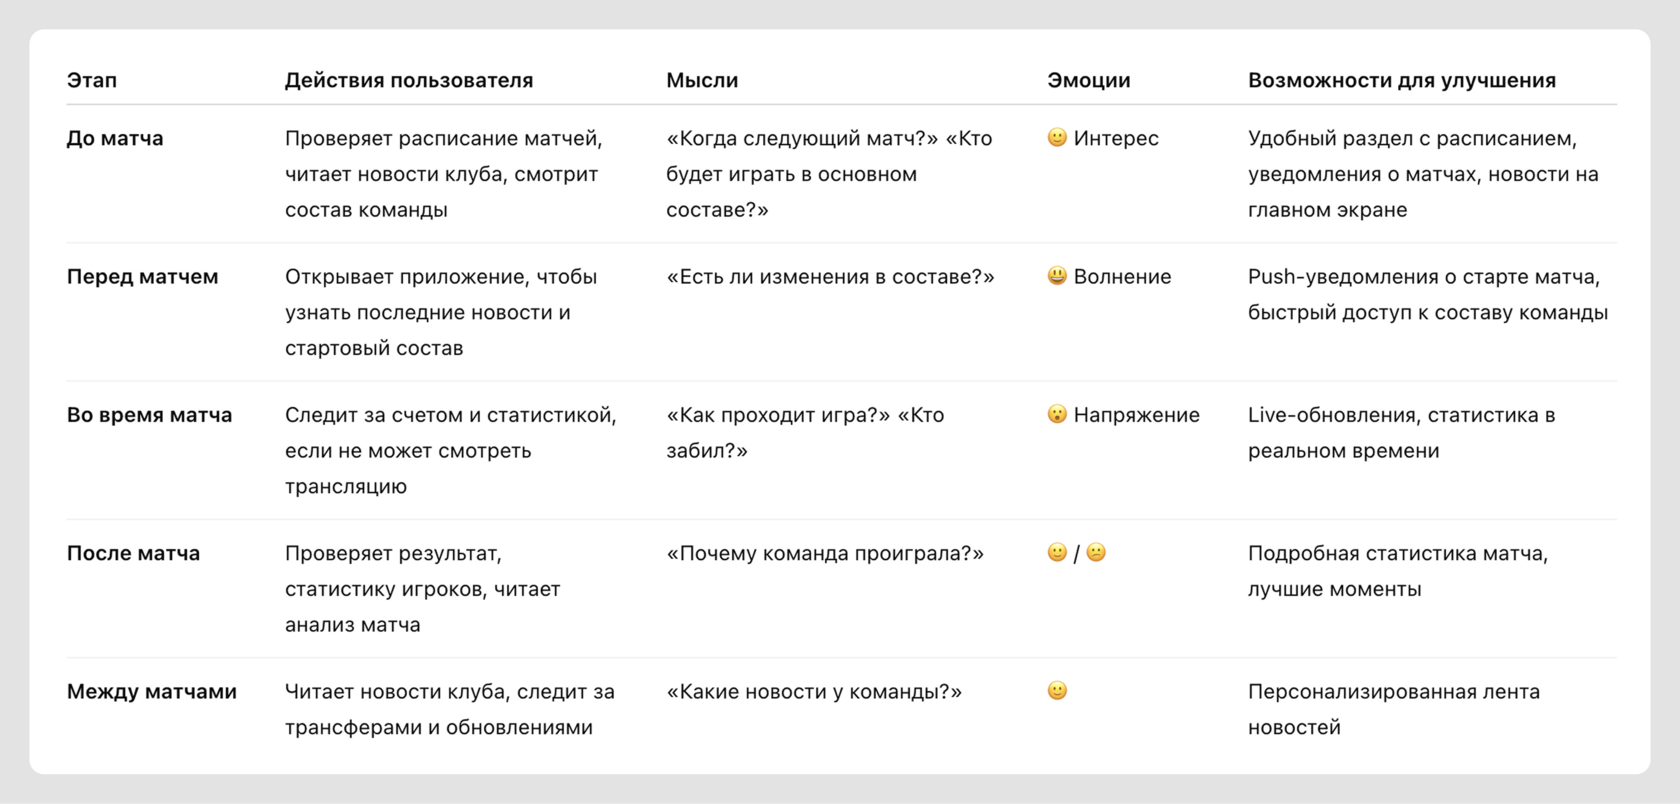 Этап Действия пользователя Мысли Эмоции Возможности для улучшения
До матча Проверяет расписание матчей, «Когда следующий матч?» «Кто 🙂 Интерес Удобный раздел с расписанием,
читает новости клуба, смотрит будет играть в основном уведомления о матчах, новости на
состав команды составе?» главном экране
Перед матчем Открывает приложение, чтобы «Есть ли изменения в составе?» 😃 Волнение Push-уведомления о старте матча,
узнать последние новости и быстрый доступ к составу команды
стартовый состав
Во время матча Следит за счетом и статистикой, «Как проходит игра?» «Кто 😮 Напряжение Live-обновления, статистика в
если не может смотреть забил?» реальном времени
трансляцию
После матча Проверяет результат, «Почему команда проиграла?» 🙂 / 😕 Подробная статистика матча,
статистику игроков, читает лучшие моменты
анализ матча
Между матчами Читает новости клуба, следит за «Какие новости у команды?» 🙂 Персонализированная лента
трансферами и обновлениями новостей